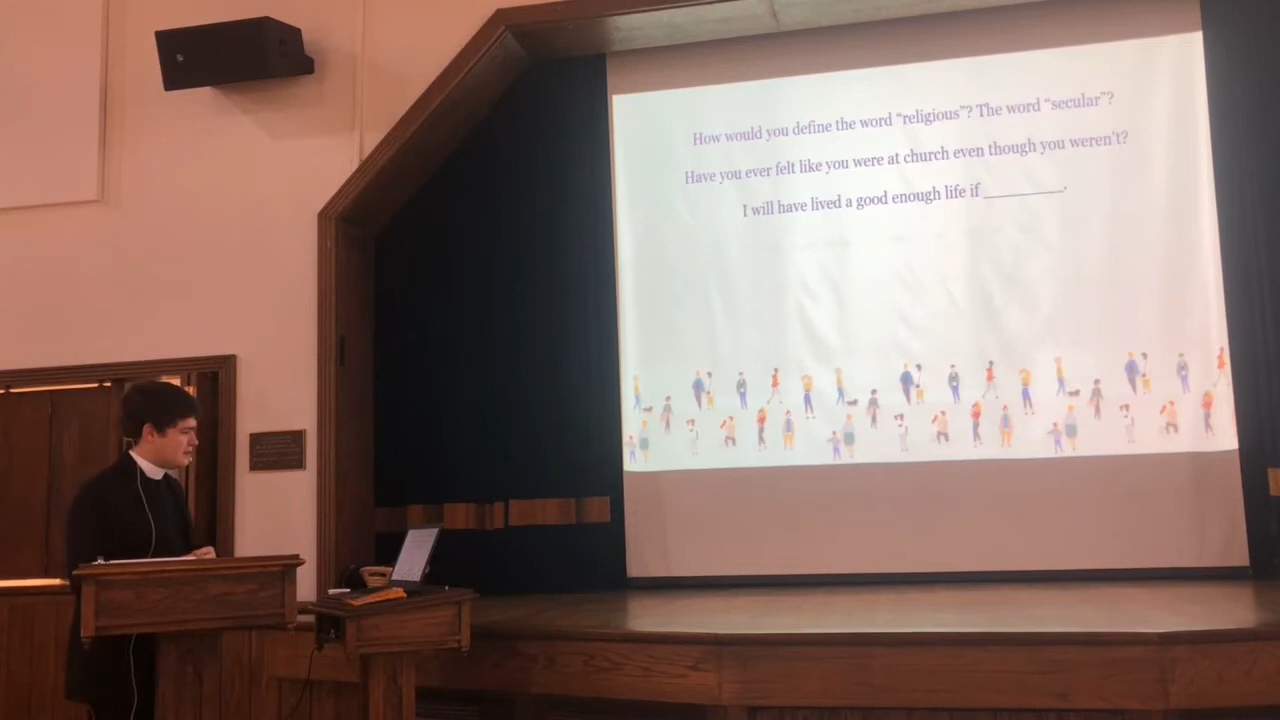 How would you define the word “religious”? The word “secular”?
Have you ever felt like you were at church even though you weren’t?
I will have lived a good enough life if __________.